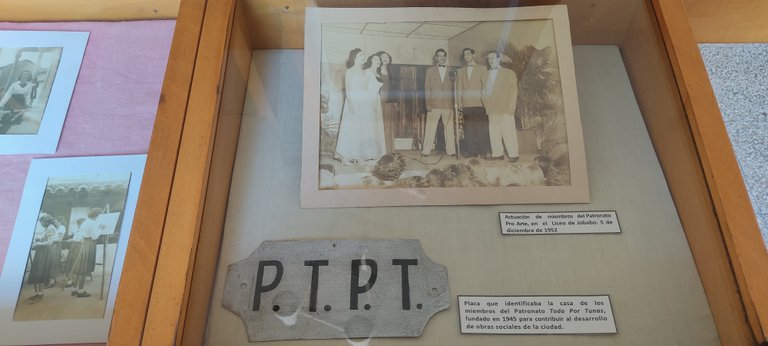 Actuación de miembros del Patronato
Pro Arte, en el Liceo de Jobabo. 5 de
diciembre de 1952
P.T.P.T.
Placa que identificaba la casa de los
miembros del Patronato Todo Por Tunas,
fundado en 1945 para contribuir al desarrollo
de obras sociales de la ciudad.